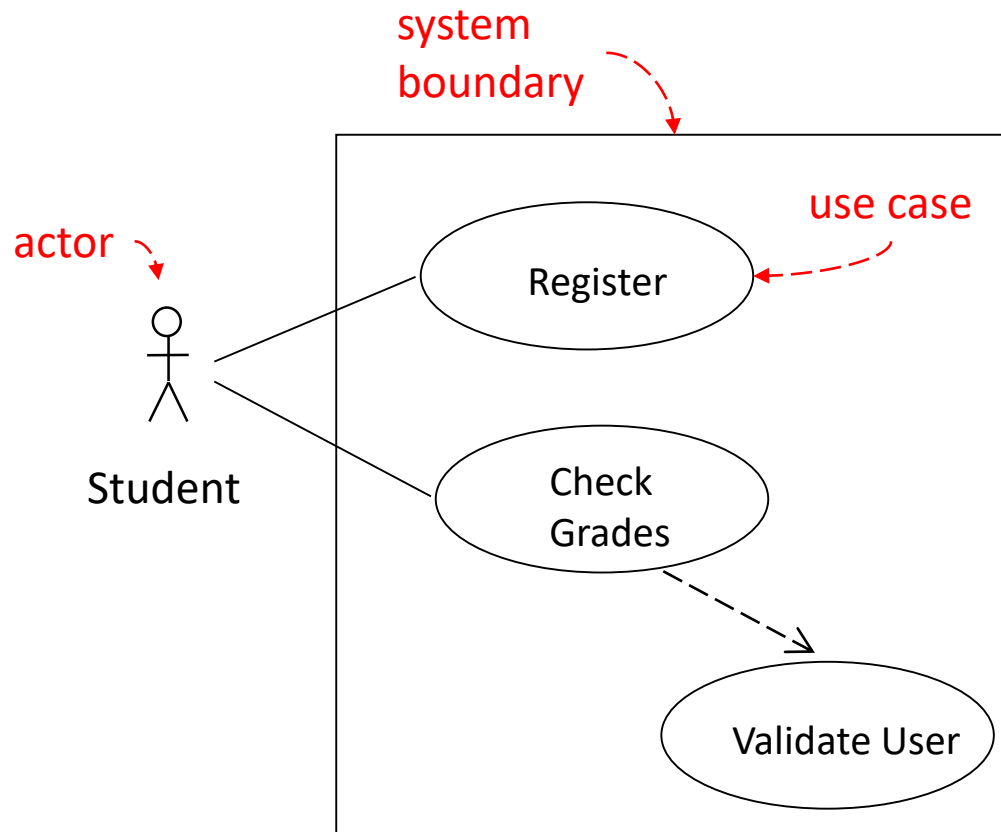 system
boundary
use case
actor
Register
Student
Check
Grades
Validate User